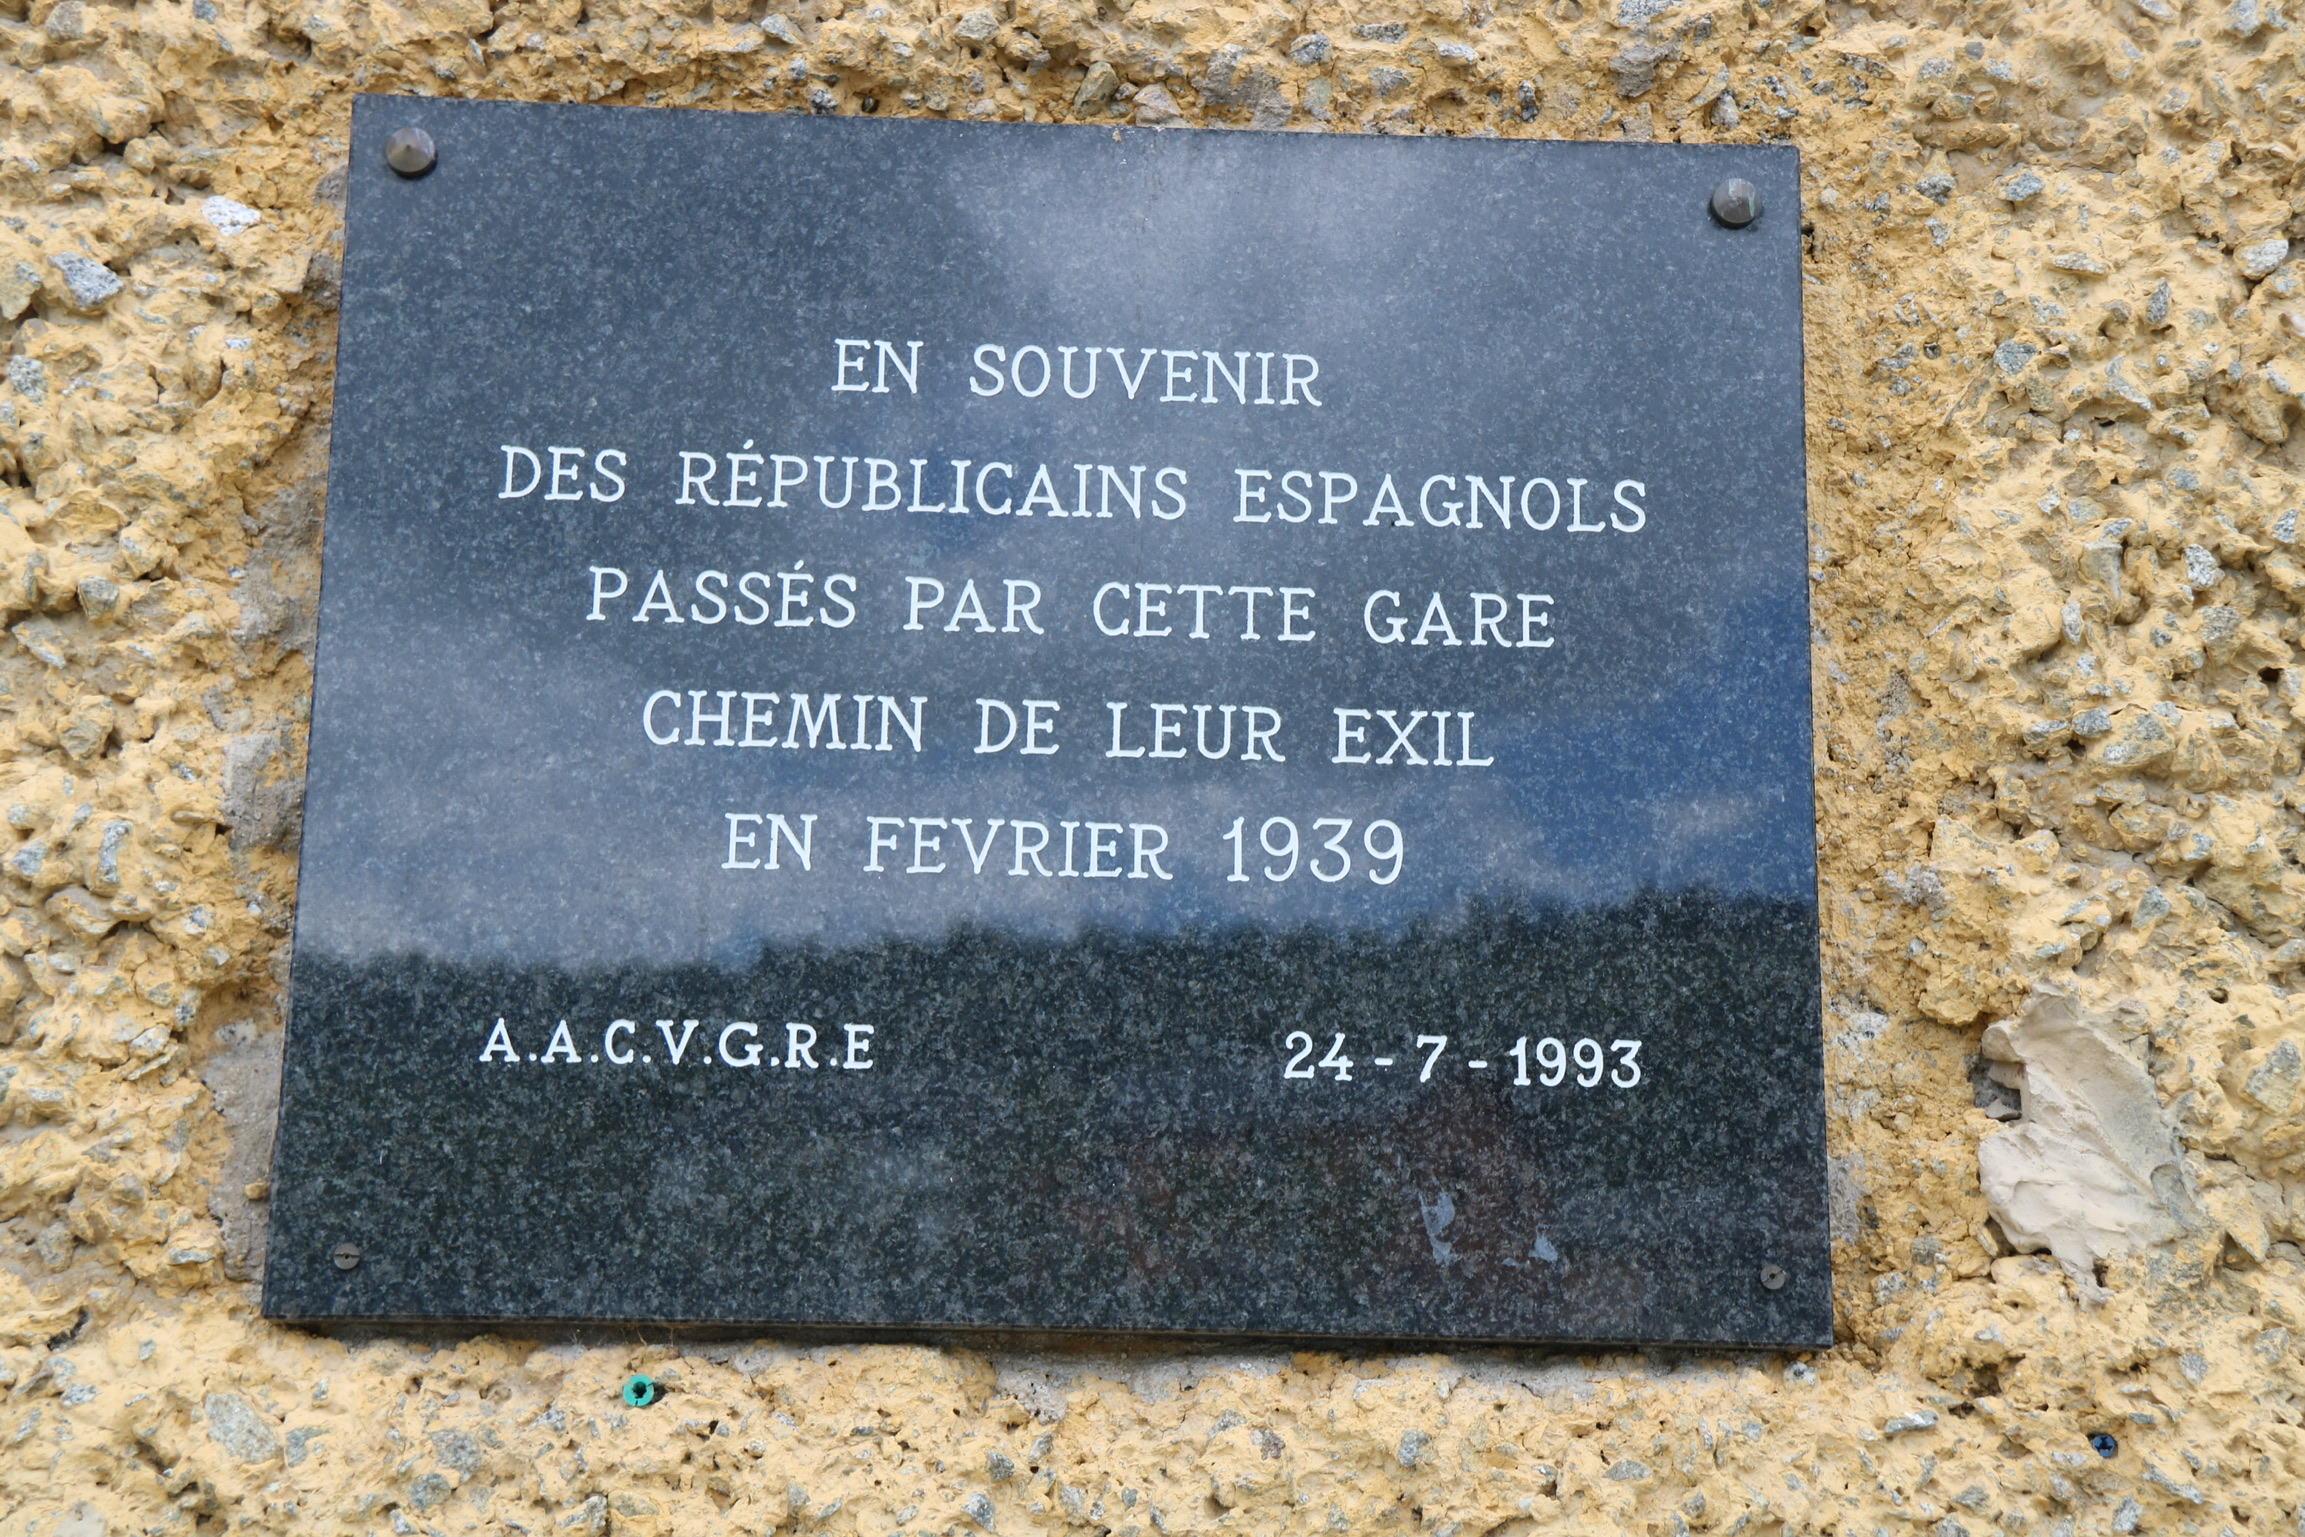 EN SOUVENIR
DES RÉPUBLICAINS ESPAGNOLS
PASSÉS PAR CETTE GARE
CHEMIN DE LEUR EXIL
EN FEVRIER 1939
A.A.C.V.G.R.E 24-7-1993